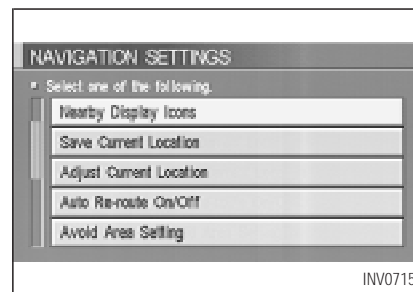 NAVIGATION SETTINGS
Select one of the following.
Nearby Display Icons
Save Current Location
Adjust Current Location
Auto Re-route On/Off
Avoid Area Setting
INV0715